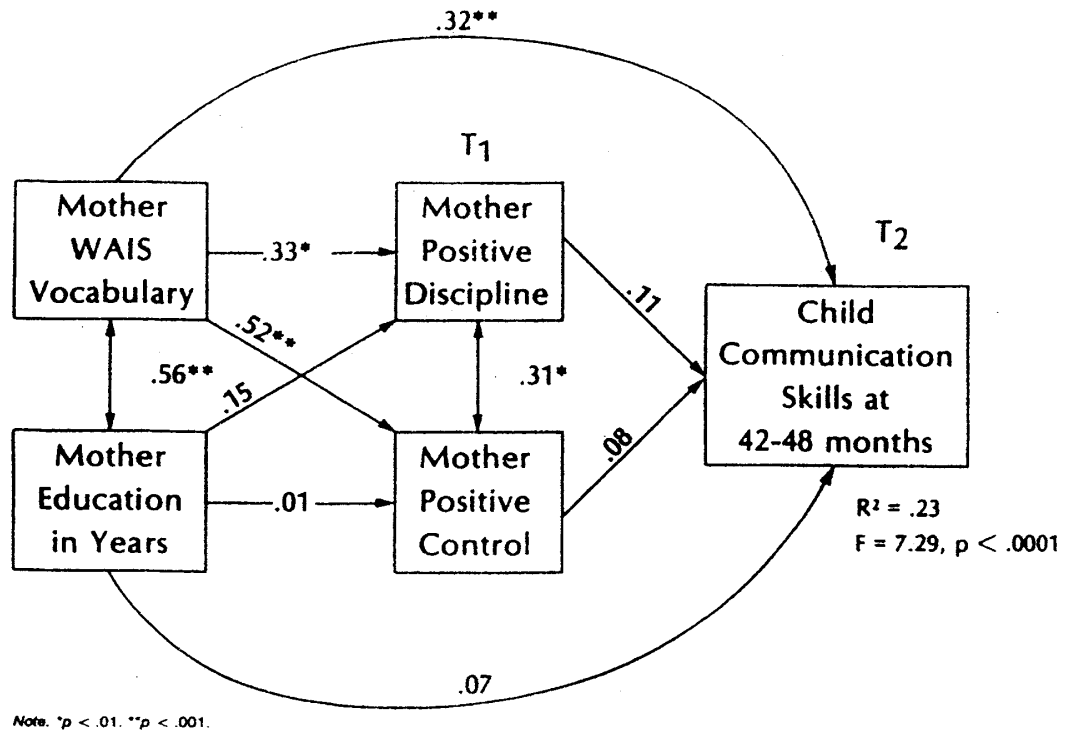 .32**
T1
Mother
WAIS
Vocabulary
.33*
Mother
Positive
Discipline
T2
.11
Child
Communication
Skills at
42-48 months
.52**
.56**
.15
.31*
.08
Mother
Education
in Years
.01
Mother
Positive
Control
R² = .23
F = 7.29, p < .0001
.07
Note. *p < .01. **p < .001.